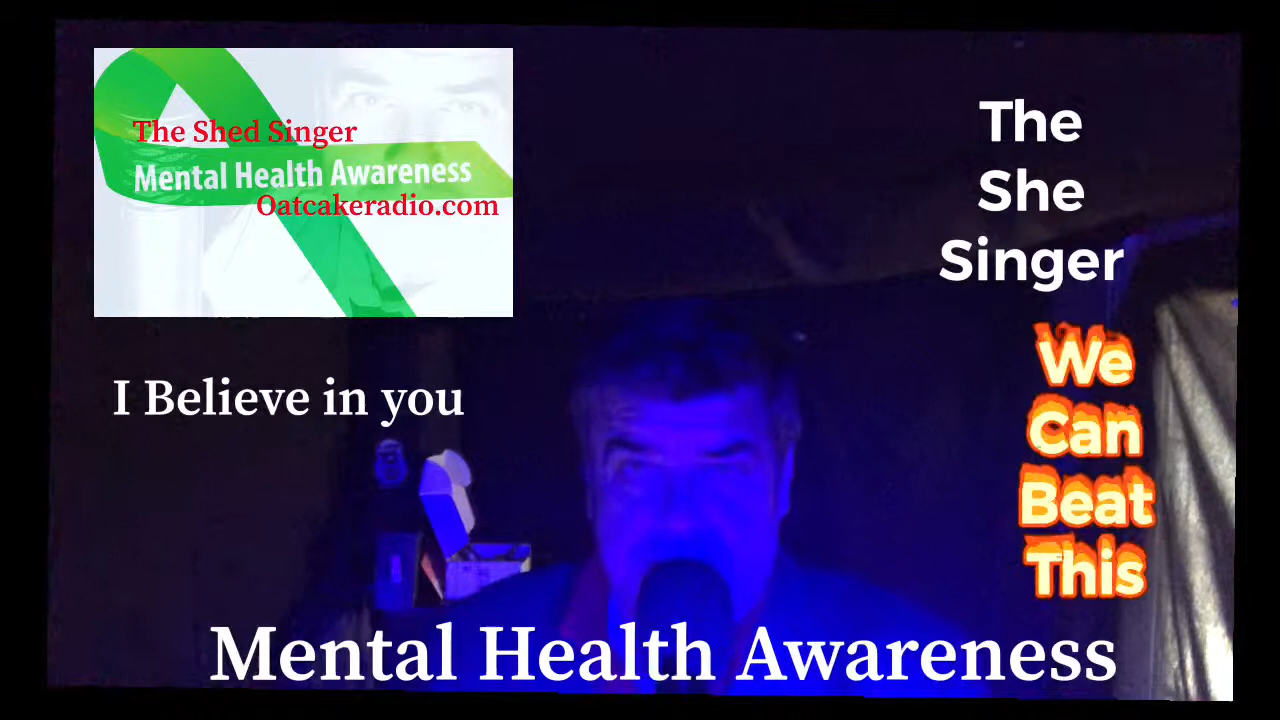 The Shed Singer
Mental Health Awareness
Oatcakeradio.com
The
She
Singer
I Believe in you
We
Can
Beat
This
Mental Health Awareness